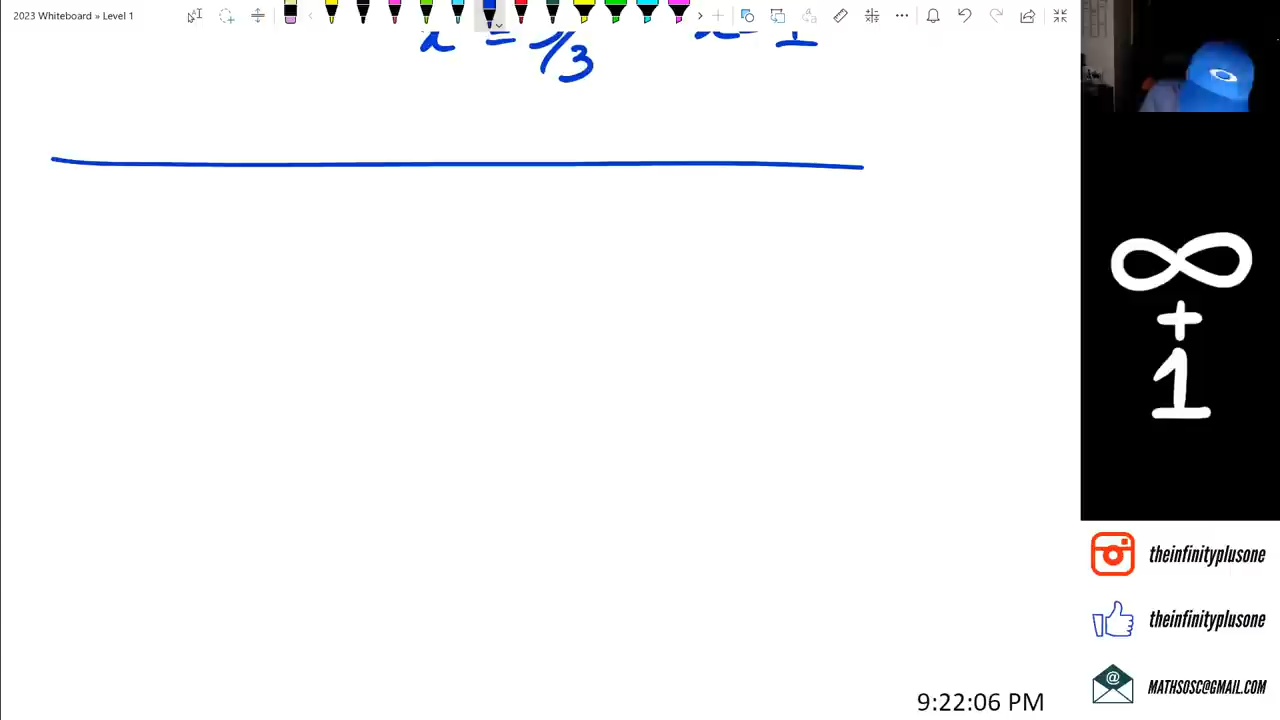 2023 Whiteboard » Level 1
x = 1/3
∞
+
1
theinfinityplusone
theinfinityplusone
MATHSOSC@GMAIL.COM
9:22:06 PM